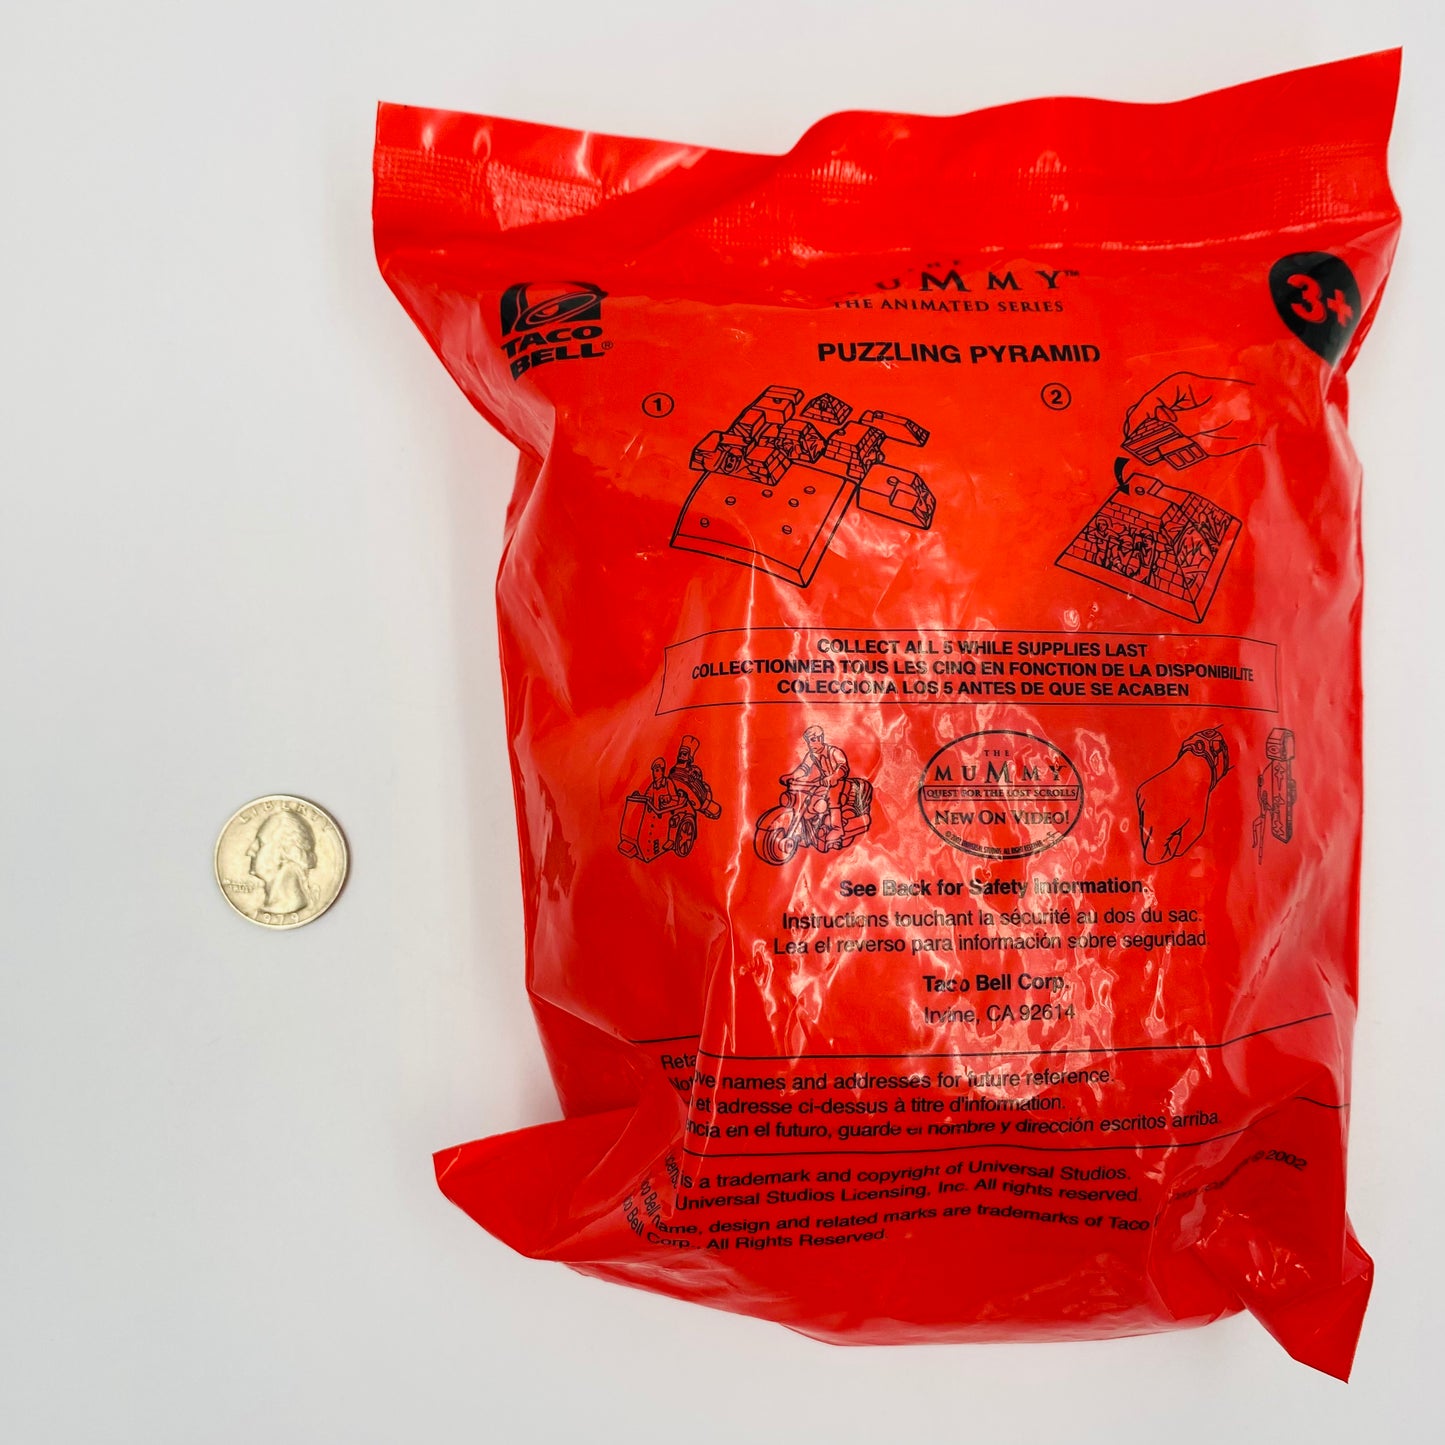 TACO
BELL®
MUMMY™
THE ANIMATED SERIES
3+
PUZZLING PYRAMID
1
2
COLLECT ALL 5 WHILE SUPPLIES LAST
COLLECTIONNER TOUS LES CINQ EN FONCTION DE LA DISPONIBILITE
COLECCIONA LOS 5 ANTES DE QUE SE ACABEN
THE
MUMMY
QUEST FOR THE LOST SCROLLS
NEW ON VIDEO!
See Back for Safety Information.
Instructions touchant la sécurité au dos du sac.
Lea el reverso para información sobre seguridad.
Taco Bell Corp.
Irvine, CA 92614
names and addresses for future reference.
et adresse ci-dessus à titre d'information.
en el futuro, guarde el nombre y dirección escritos arriba.
is a trademark and copyright of Universal Studios.
Universal Studios Licensing, Inc. All rights reserved.
© 2002
name, design and related marks are trademarks of Taco
Bell Corp. All Rights Reserved.
LIBERTY
1979